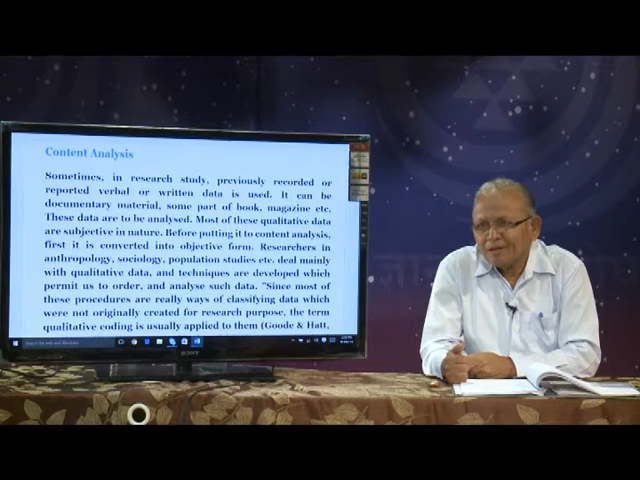 Content Analysis
Sometimes, in research study, previously recorded or
reported verbal or written data is used. It can be
documentary material, some part of book, magazine etc.
These data are to be analysed. Most of these qualitative data
are subjective in nature. Before putting it to content analysis,
first it is converted into objective form. Researchers in
anthropology, sociology, population studies etc. deal mainly
with qualitative data, and techniques are developed which
permit us to order, and analyse such data. "Since most of
these procedures are really ways of classifying data which
were not originally created for research purpose, the term
qualitative coding is usually applied to them (Goode & Hatt,
SONY